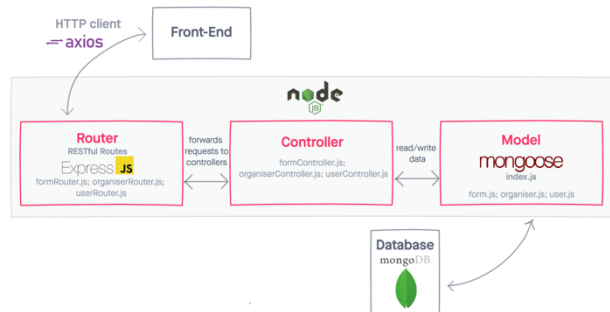 HTTP client
axios
Front-End
node
JS
Router
RESTful Routes
Express JS
formRouter.js; organiserRouter.js;
userRouter.js
forwards
requests to
controllers
Controller
formController.js;
organiserController.js; userController.js
read/write
data
Model
mongoose
index.js
form.js; organiser.js; user.js
Database
mongoDB.